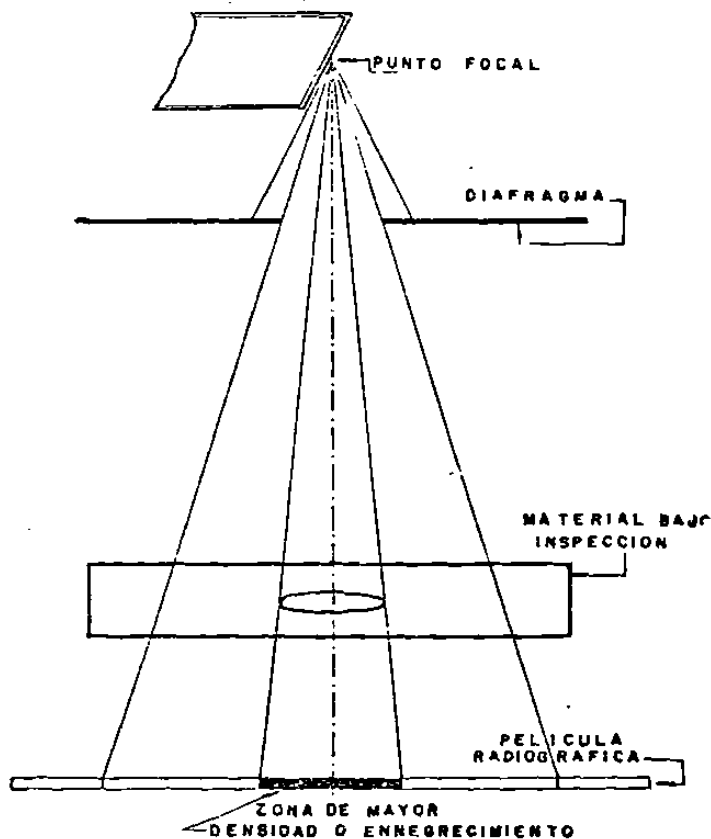 PUNTO FOCAL
DIAFRAGMA
MATERIAL BAJO
INSPECCION
PELICULA
RADIOGRAFICA
ZONA DE MAYOR
DENSIDAD O ENNEGRECIMIENTO